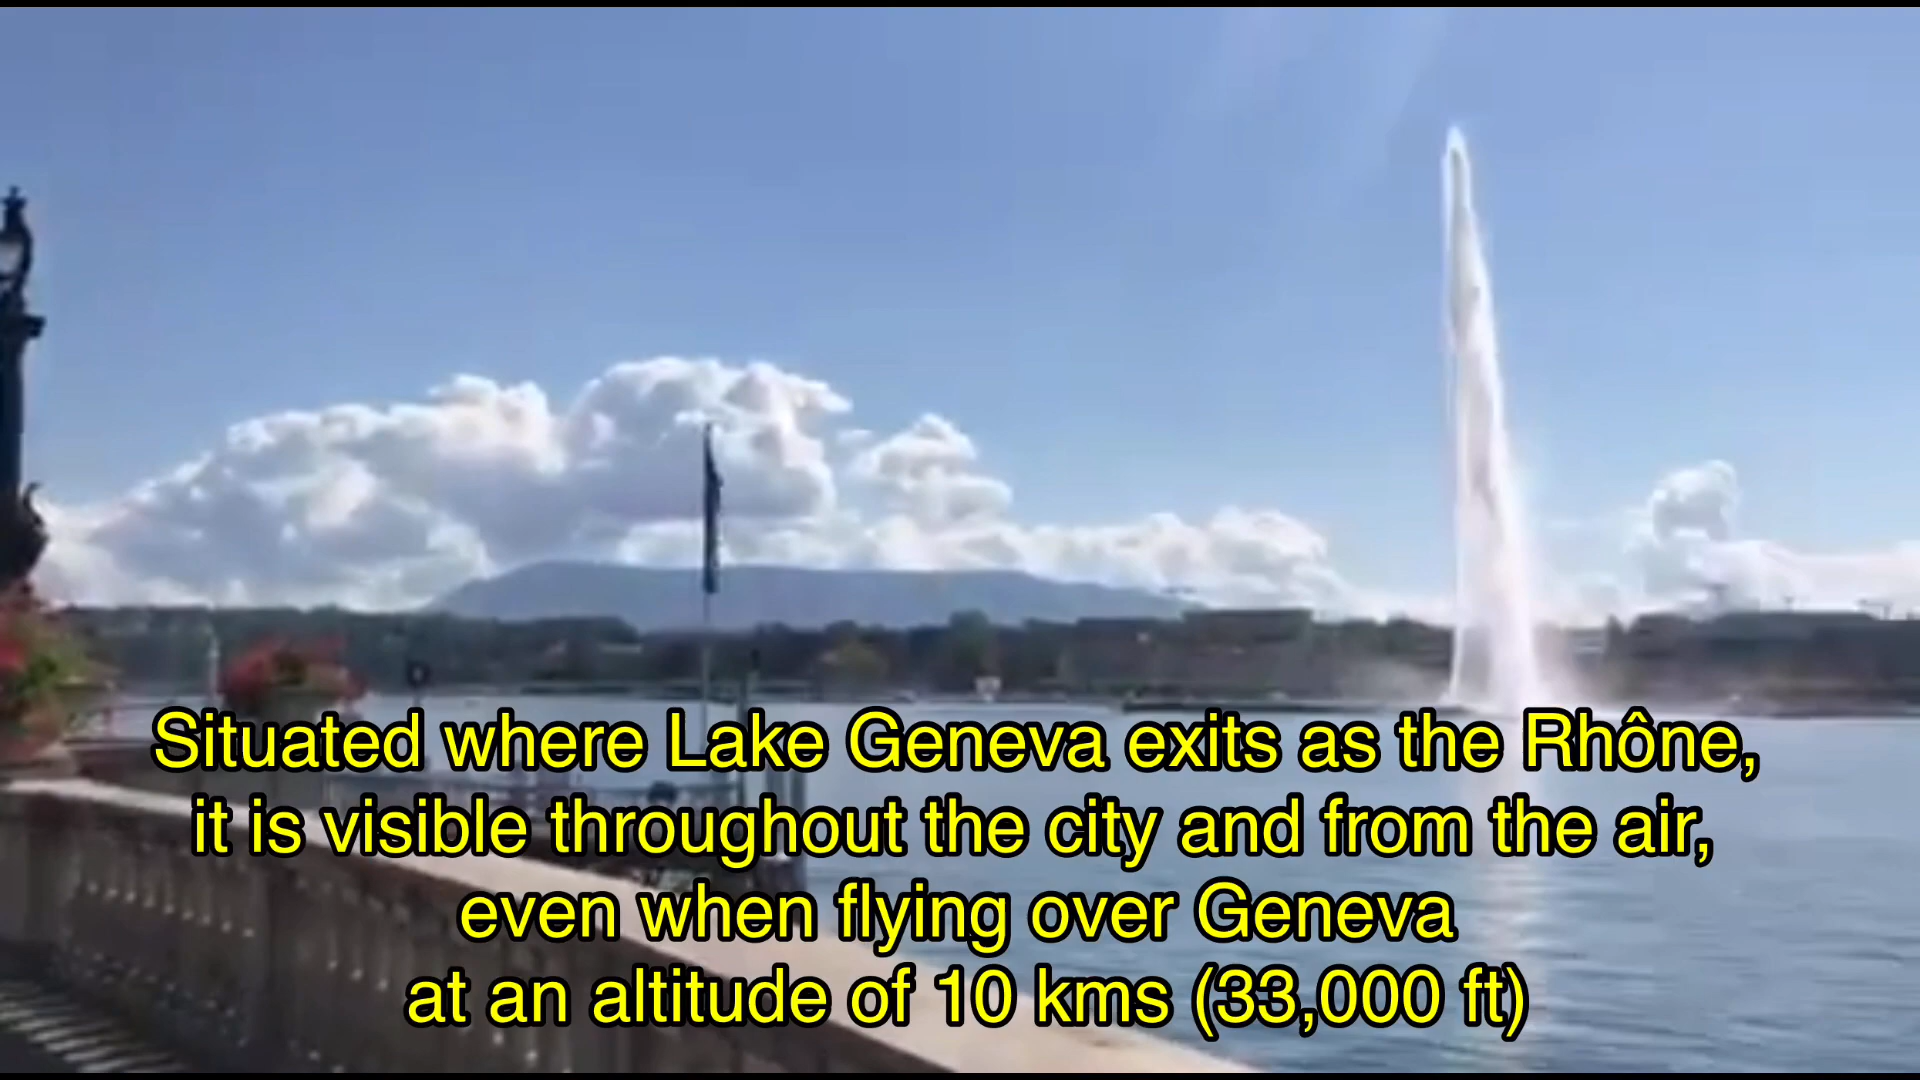 Situated where Lake Geneva exits as the Rhône,
it is visible throughout the city and from the air,
even when flying over Geneva
at an altitude of 10 kms (33,000 ft)